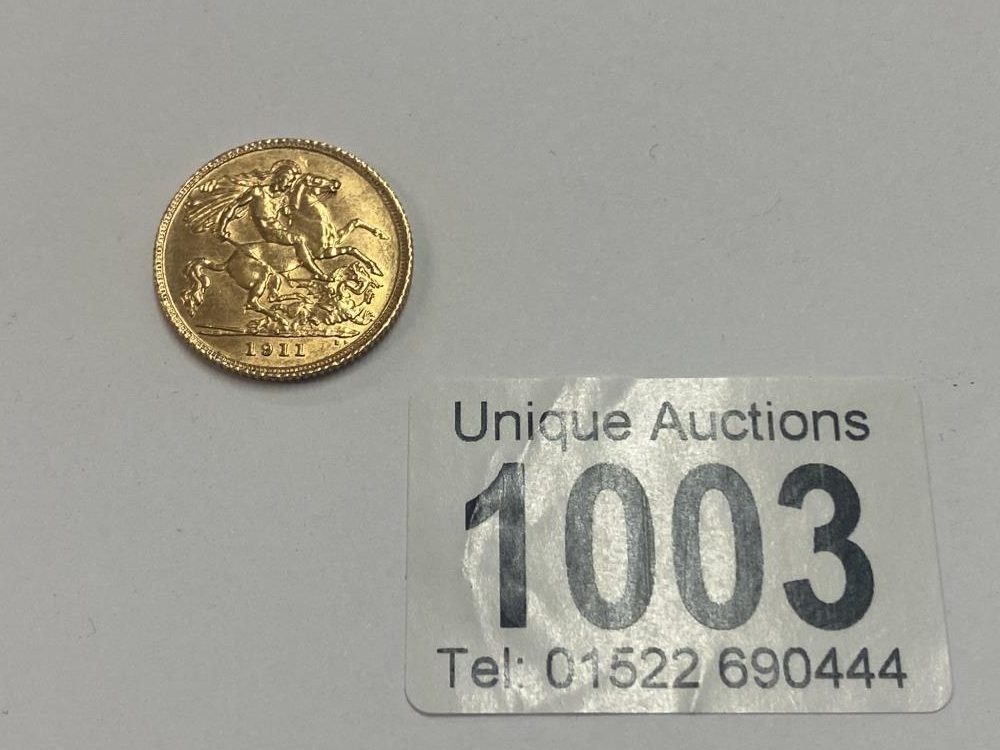 1911
Unique Auctions
1003
Tel: 01522 690444